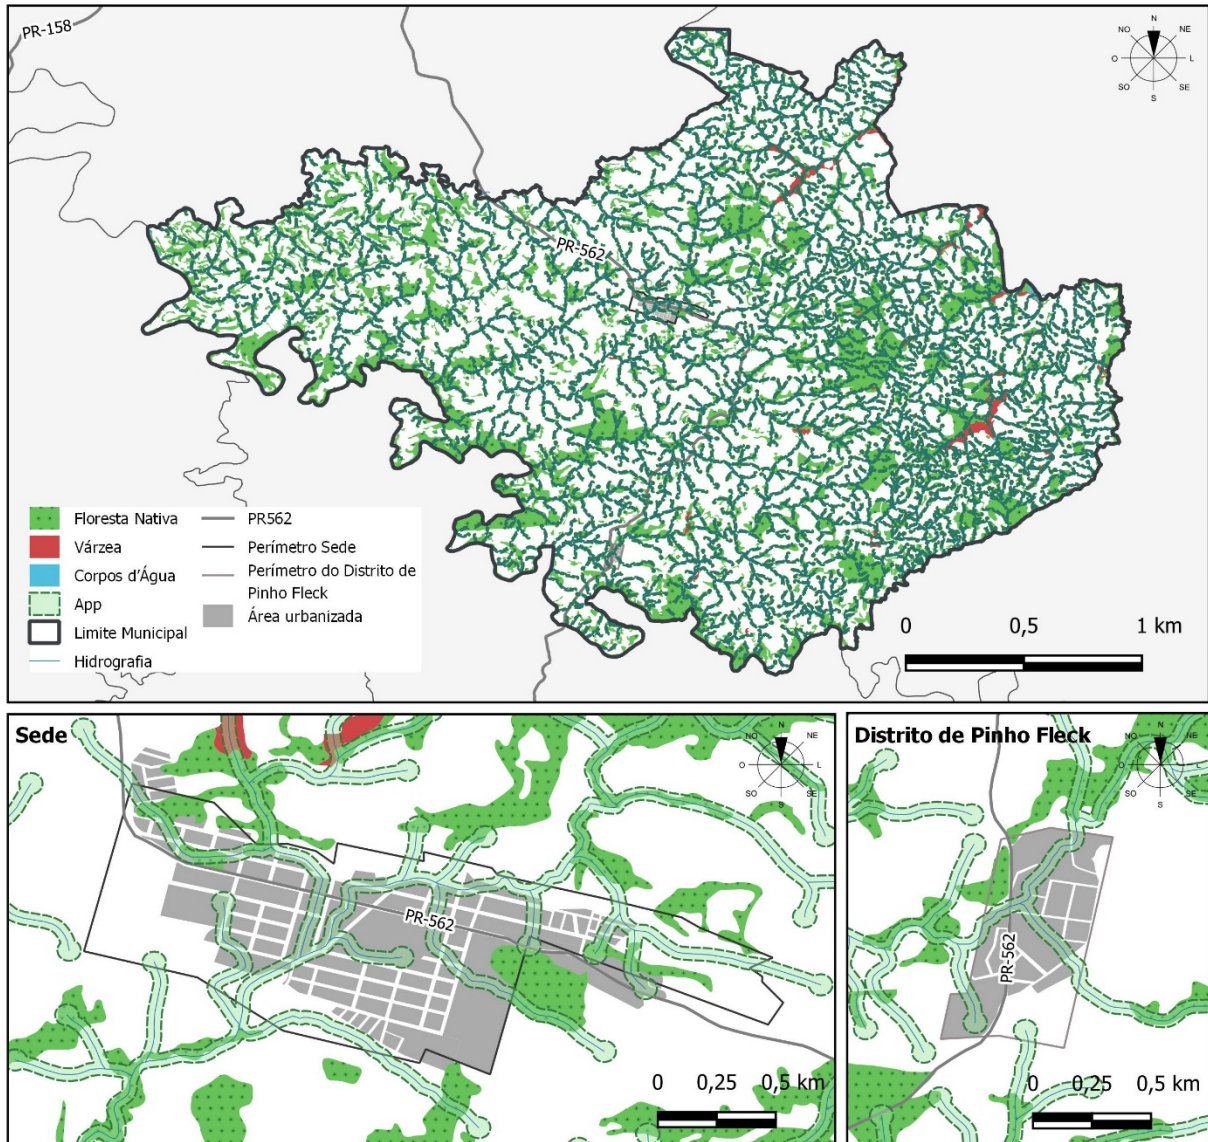 PR-158
N
NO
NE
O
L
SO
SE
S
PR-562
Floresta Nativa
Várzea
Corpos d'Água
App
Limite Municipal
Hidrografia
PR562
Perímetro Sede
Perímetro do Distrito de
Pinho Fleck
Área urbanizada
0 0,5 1 km
Sede
N
NO
NE
O
L
SO
SE
S
PR-562
0 0,25 0,5 km
Distrito de Pinho Fleck
N
NO
NE
O
L
SO
SE
S
PR-562
0 0,25 0,5 km